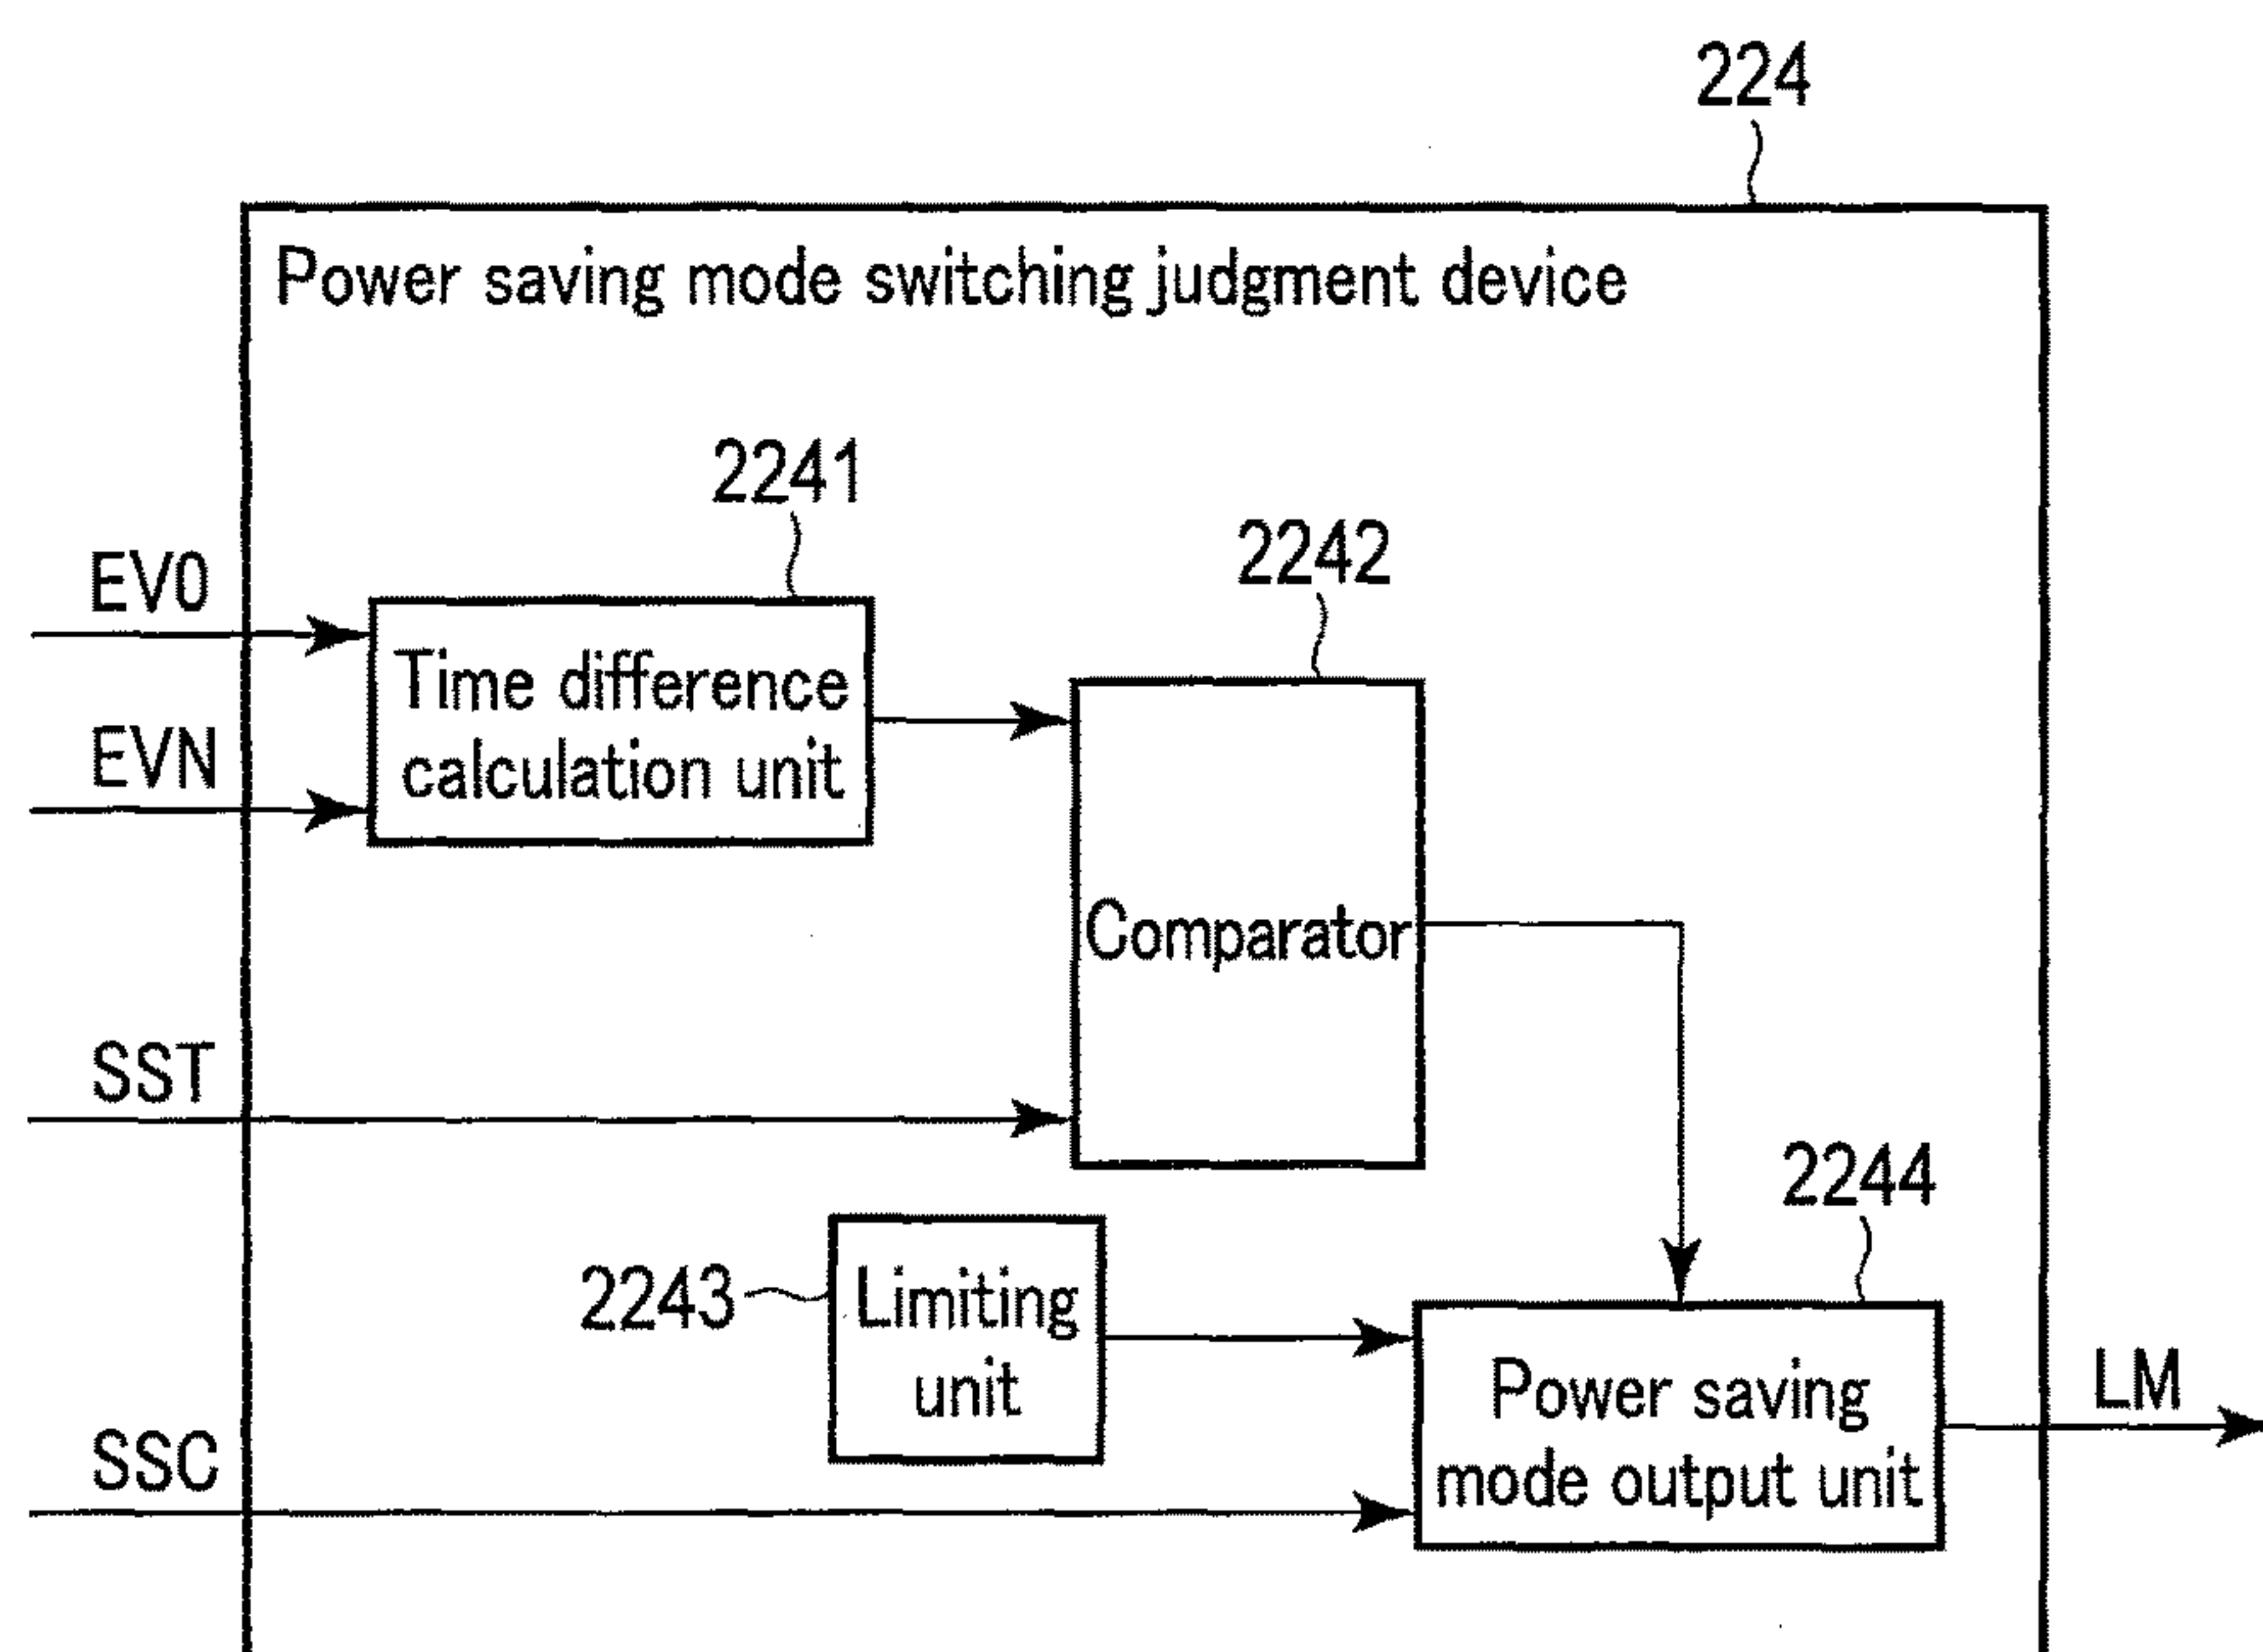 224
Power saving mode switching judgment device
2241
2242
EV0
Time difference
calculation unit
EVN
Comparator
SST
2244
2243
Limiting
unit
Power saving
mode output unit
LM
SSC